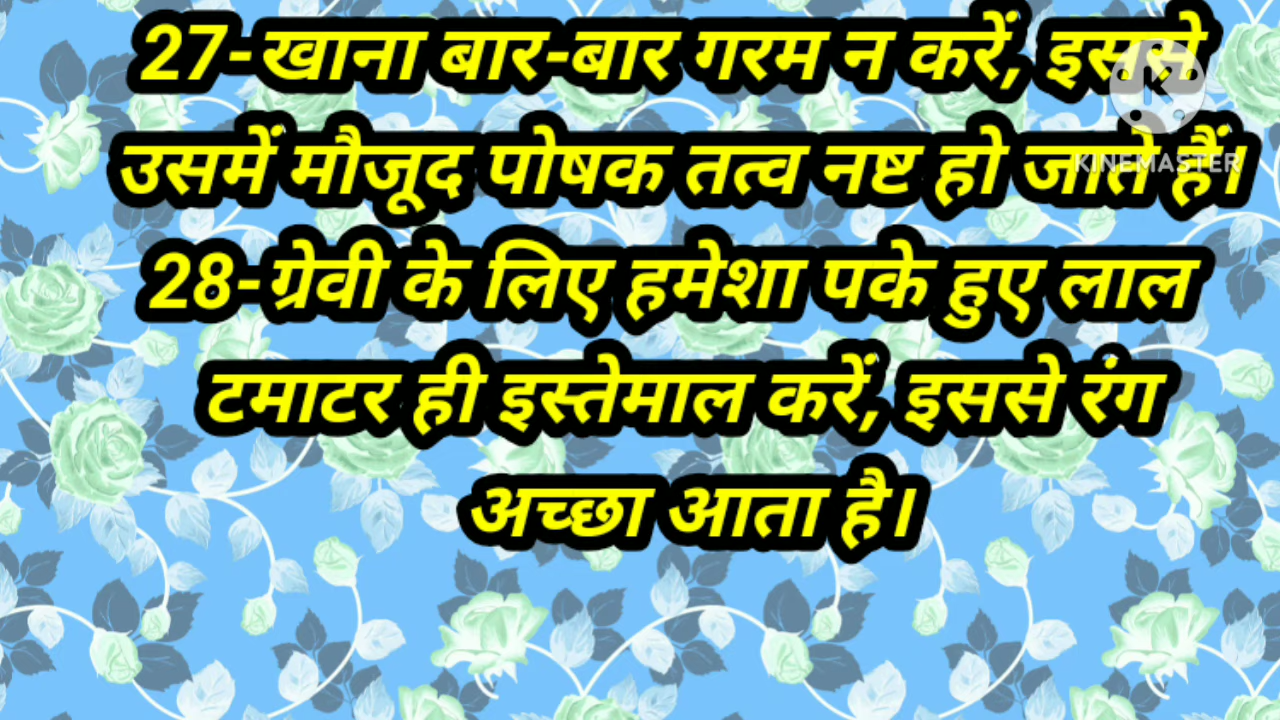 27-खाना बार-बार गरम न करें, इससे
उसमें मौजूद पोषक तत्व नष्ट हो जाते हैं।
28-ग्रेवी के लिए हमेशा पके हुए लाल
टमाटर ही इस्तेमाल करें, इससे रंग
अच्छा आता है।
KINEMASTER